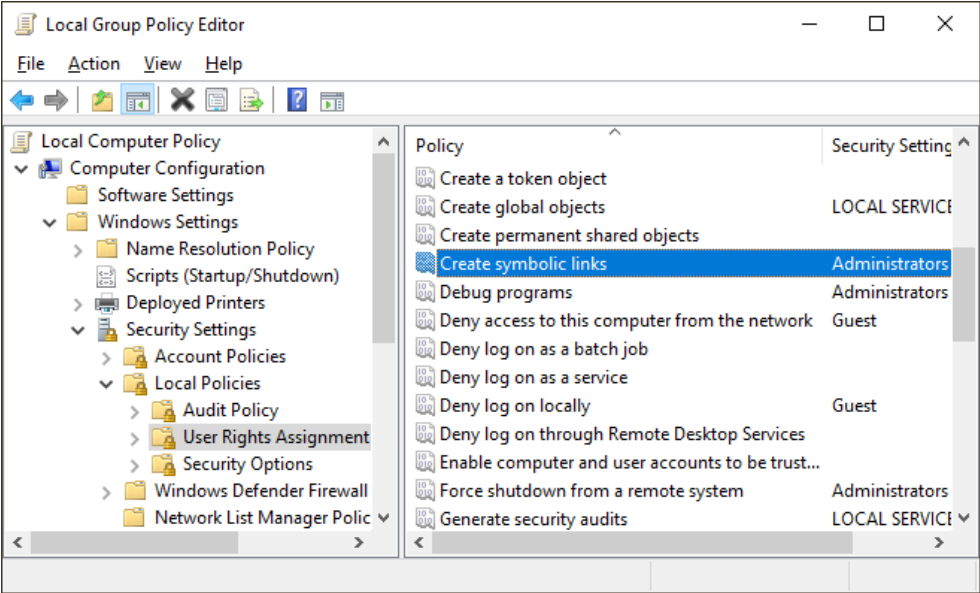 Local Group Policy Editor
File Action View Help
Local Computer Policy
Computer Configuration
Software Settings
Windows Settings
Name Resolution Policy
Scripts (Startup/Shutdown)
Deployed Printers
Security Settings
Account Policies
Local Policies
Audit Policy
User Rights Assignment
Security Options
Windows Defender Firewall
Network List Manager Polic
Policy Security Setting
Create a token object
Create global objects LOCAL SERVICE
Create permanent shared objects
Create symbolic links Administrators
Debug programs Administrators
Deny access to this computer from the network Guest
Deny log on as a batch job
Deny log on as a service
Deny log on locally Guest
Deny log on through Remote Desktop Services
Enable computer and user accounts to be trust...
Force shutdown from a remote system Administrators
Generate security audits LOCAL SERVICE